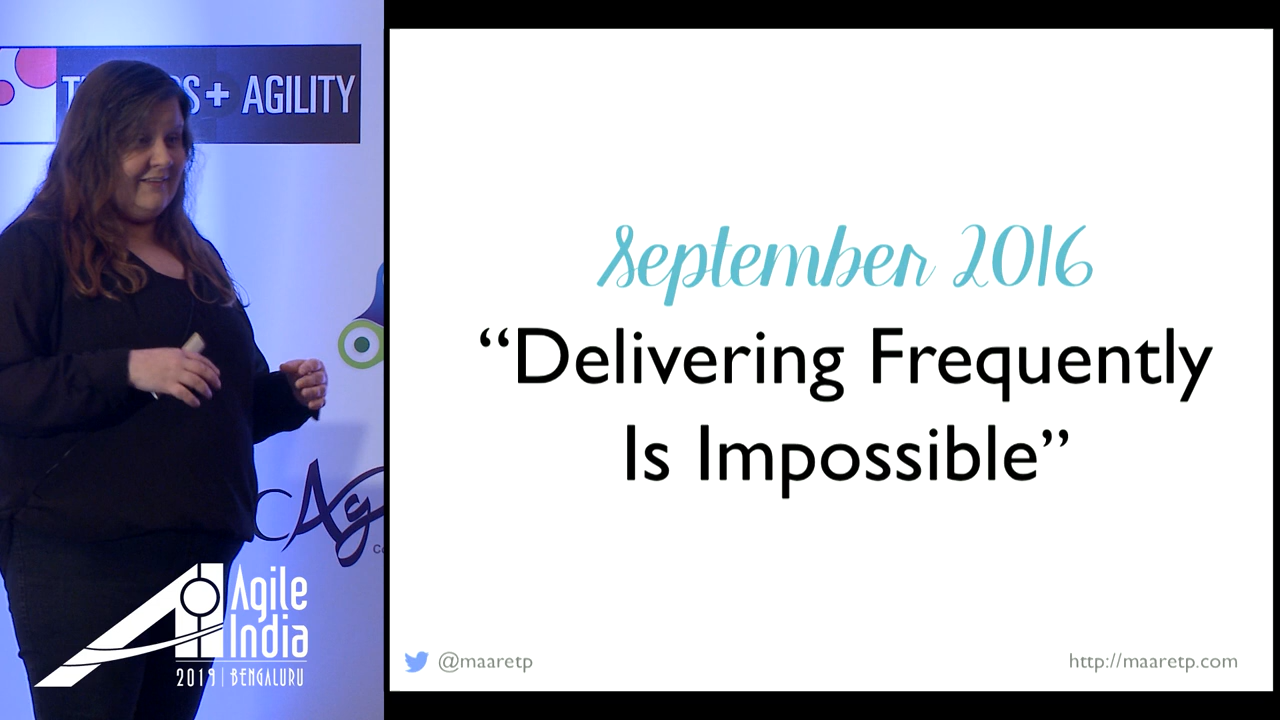 + AGILITY
September 2016
“Delivering Frequently
Is Impossible”
@maaretp
http://maaretp.com
Agile
India
2019 | BENGALURU